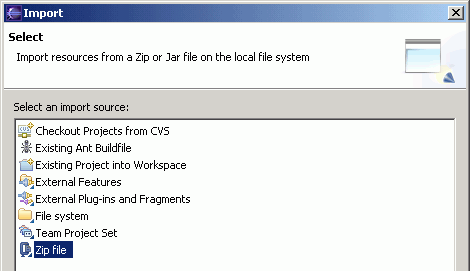 Import
Select
Import resources from a Zip or Jar file on the local file system
Select an import source:
Checkout Projects from CVS
Existing Ant Buildfile
Existing Project into Workspace
External Features
External Plug-ins and Fragments
File system
Team Project Set
Zip file